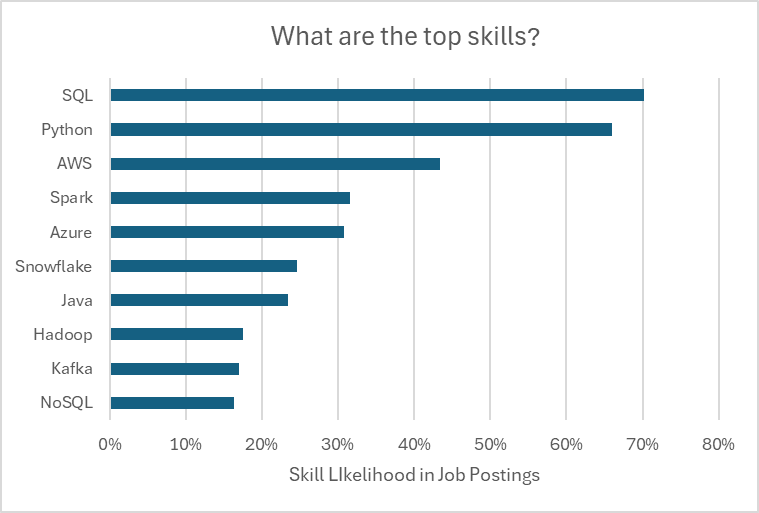 What are the top skills?
SQL
Python
AWS
Spark
Azure
Snowflake
Java
Hadoop
Kafka
NoSQL
0% 10% 20% 30% 40% 50% 60% 70% 80%
Skill LIkelihood in Job Postings